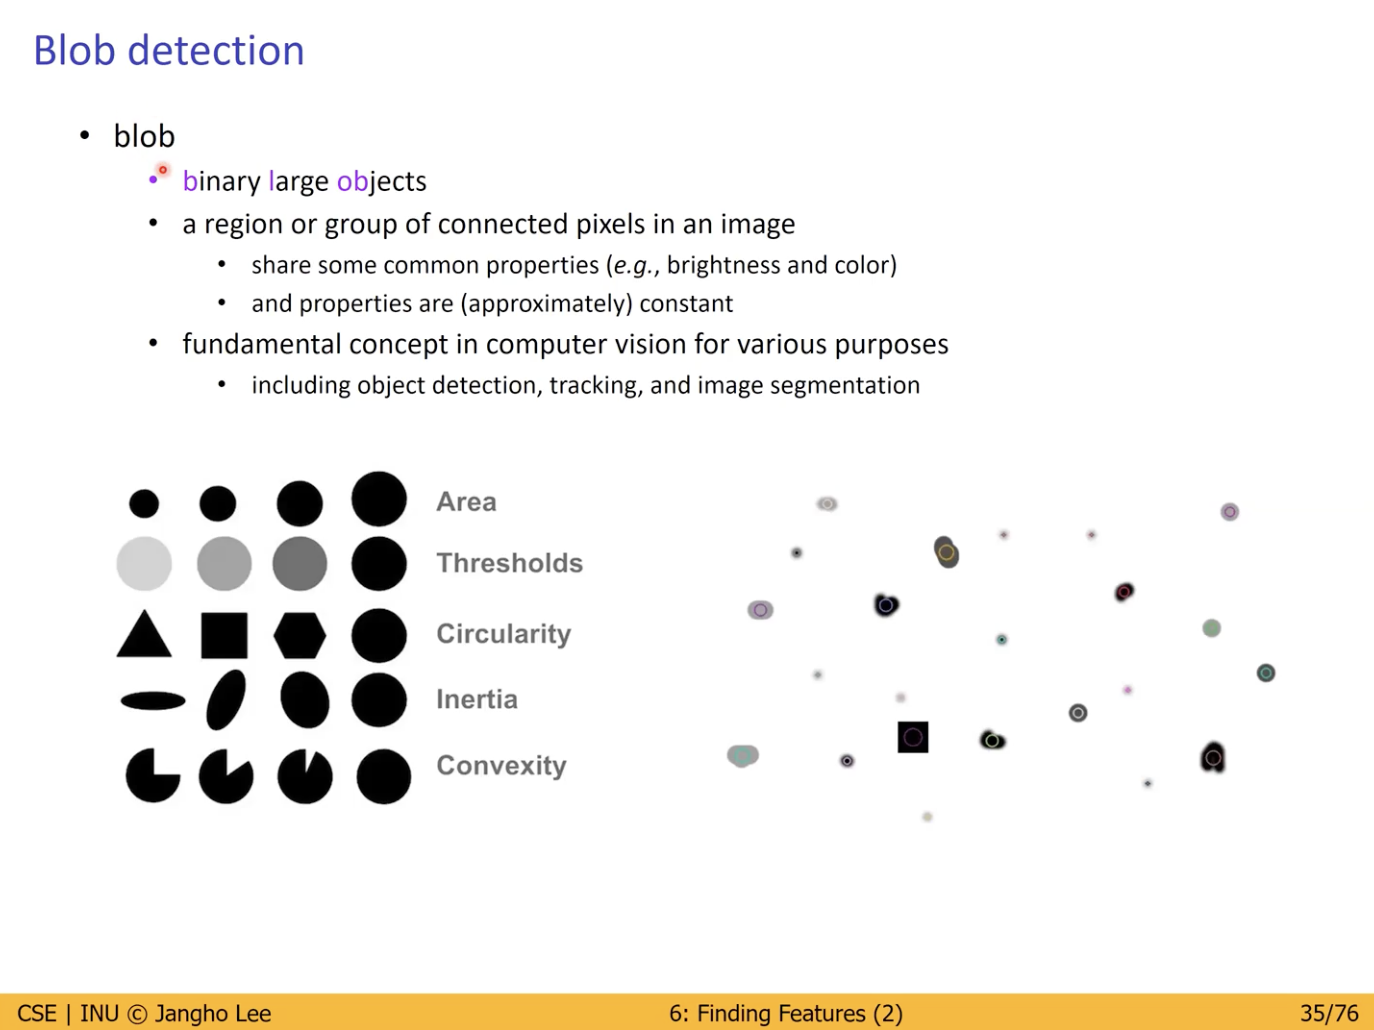 Blob detection
• blob
• binary large objects
• a region or group of connected pixels in an image
• share some common properties (e.g., brightness and color)
• and properties are (approximately) constant
• fundamental concept in computer vision for various purposes
• including object detection, tracking, and image segmentation
Area
Thresholds
Circularity
Inertia
Convexity
CSE | INU © Jangho Lee
6: Finding Features (2)
35/76